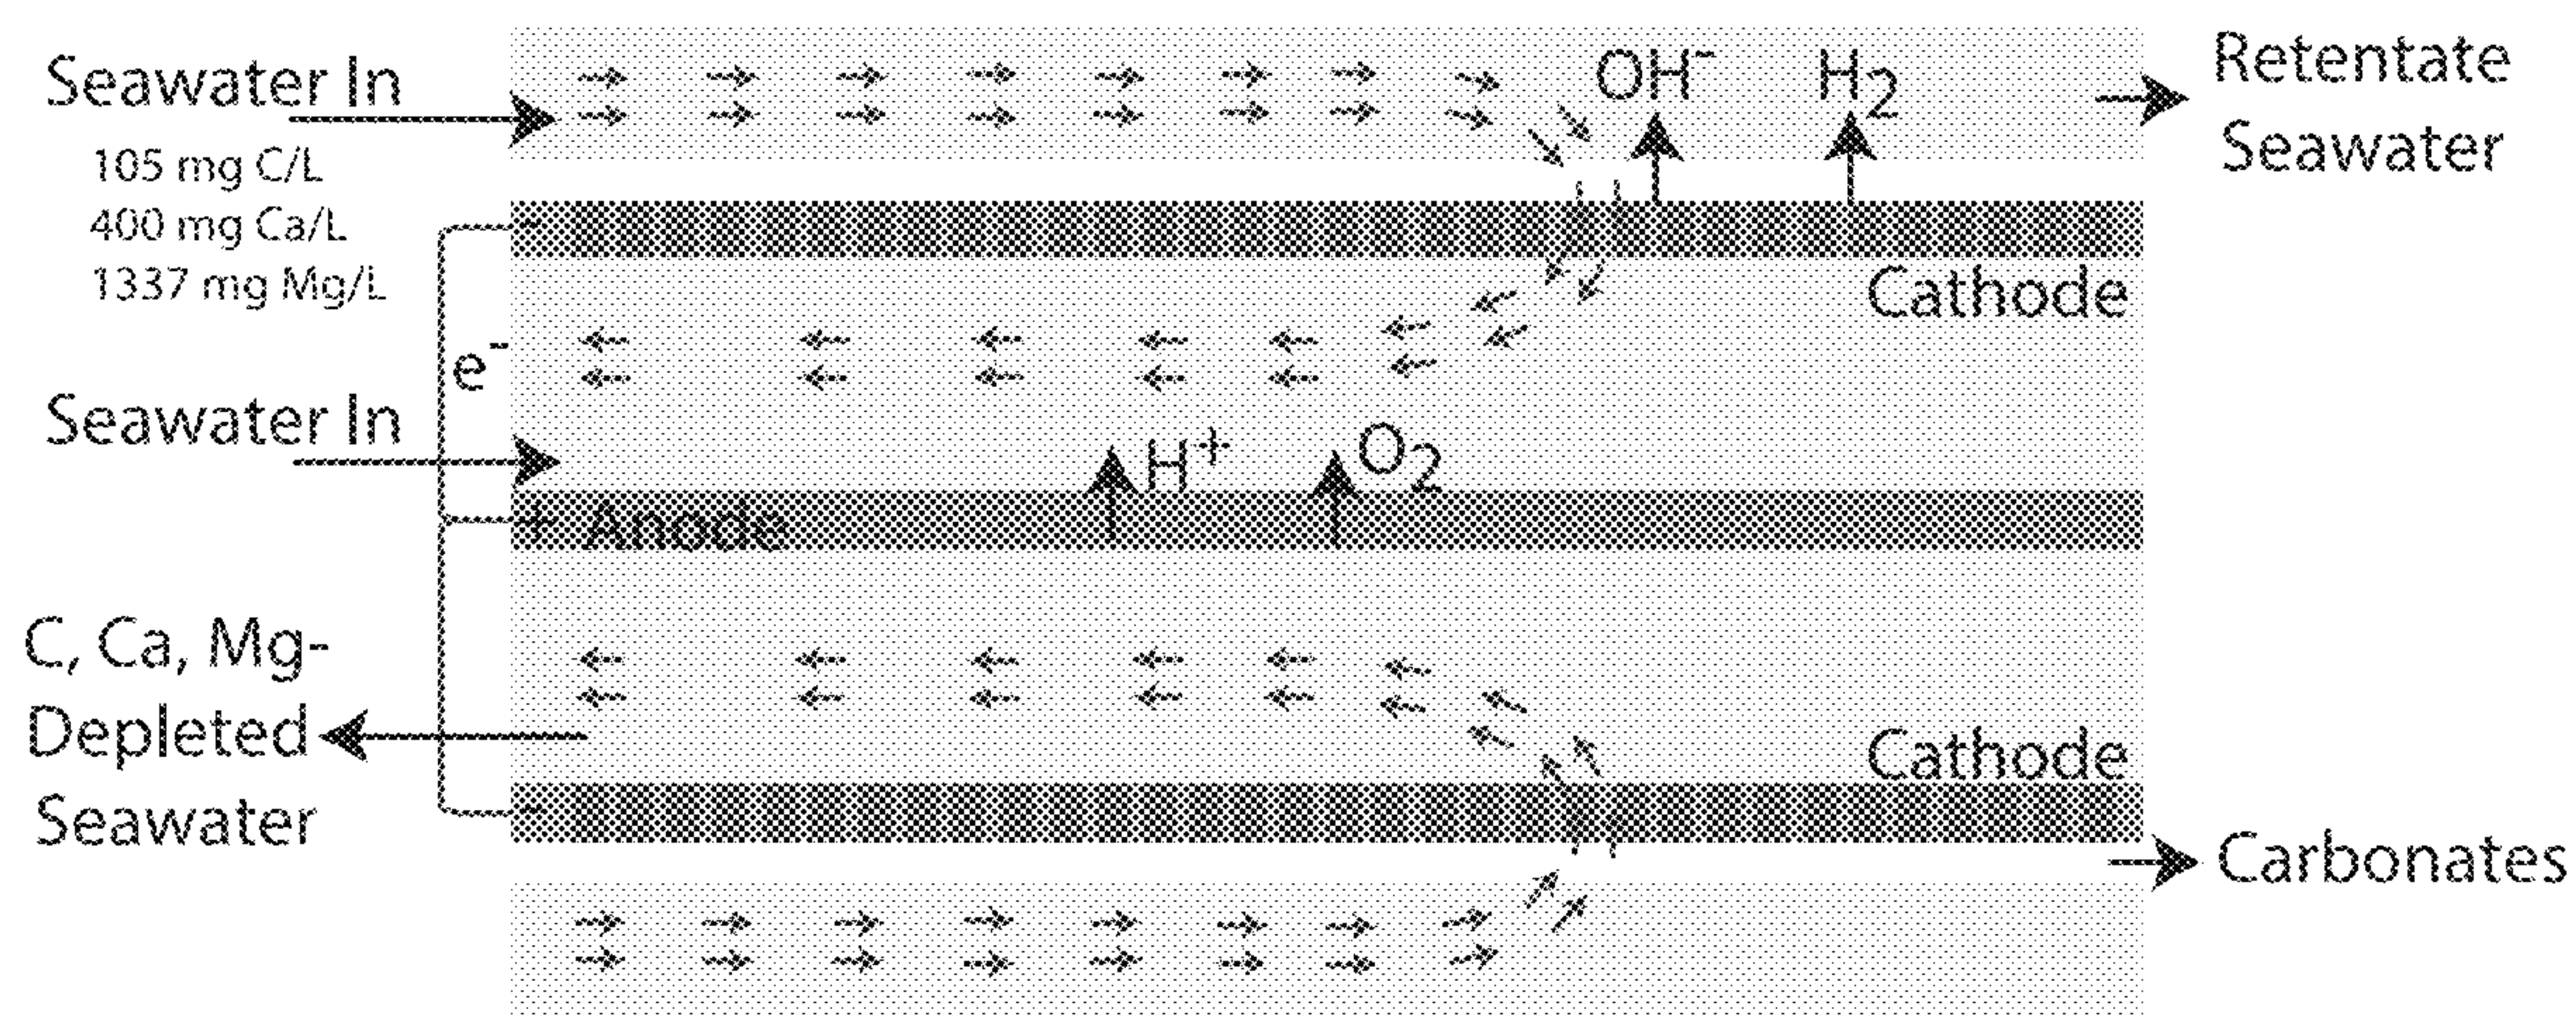 Seawater In
105 mg C/L
400 mg Ca/L
1337 mg Mg/L
OH⁻
H₂
Retentate
Seawater
-
Cathode
e⁻
Seawater In
H⁺
O₂
+ Anode
C, Ca, Mg-
Depleted
Seawater
Cathode
-
Carbonates